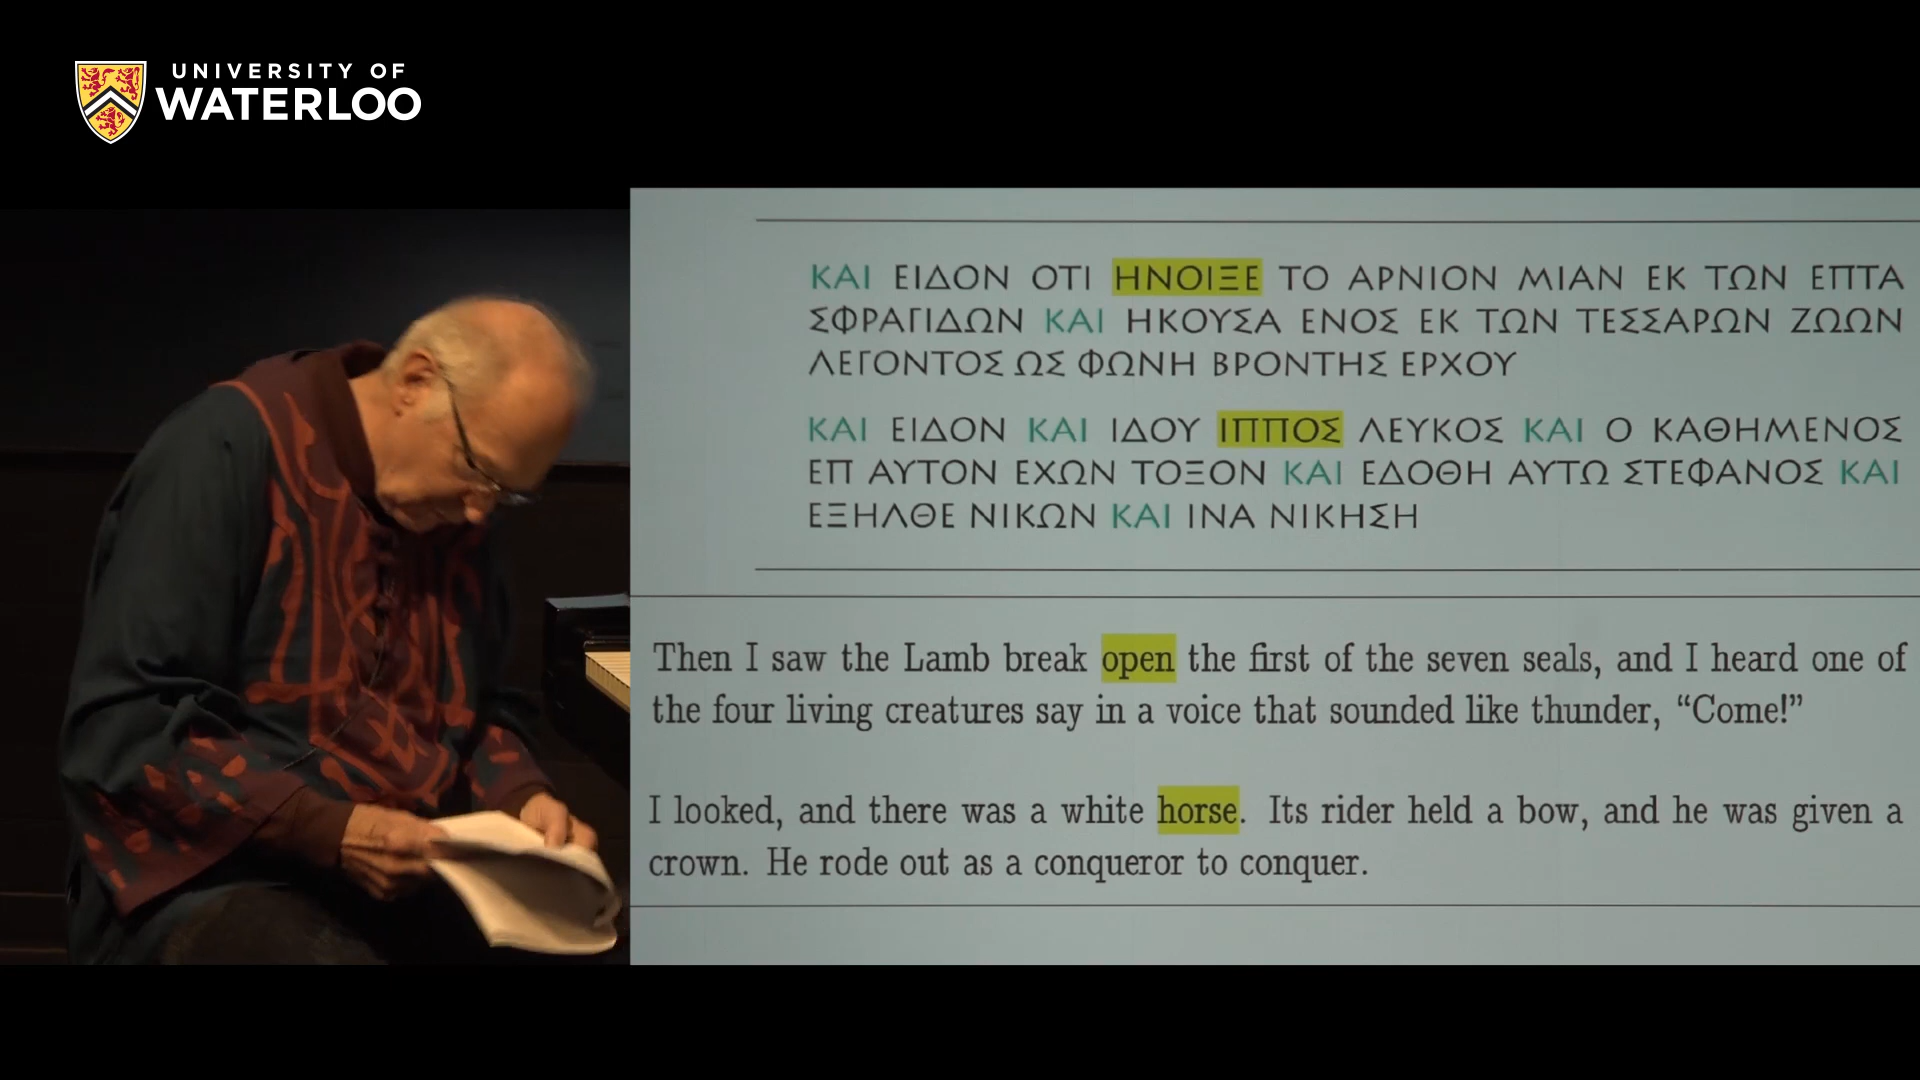 UNIVERSITY OF
WATERLOO
ΚΑΙ ΕΙΔΟΝ ΟΤΙ ΗΝΟΙΞΕ ΤΟ ΑΡΝΙΟΝ ΜΙΑΝ ΕΚ ΤΩΝ ΕΠΤΑ
ΣΦΡΑΓΙΔΩΝ ΚΑΙ ΗΚΟΥΣΑ ΕΝΟΣ ΕΚ ΤΩΝ ΤΕΣΣΑΡΩΝ ΖΩΩΝ
ΛΕΓΟΝΤΟΣ ΩΣ ΦΩΝΗ ΒΡΟΝΤΗΣ ΕΡΧΟΥ
ΚΑΙ ΕΙΔΟΝ ΚΑΙ ΙΔΟΥ ΙΠΠΟΣ ΛΕΥΚΟΣ ΚΑΙ Ο ΚΑΘΗΜΕΝΟΣ
ΕΠ ΑΥΤΟΝ ΕΧΩΝ ΤΟΞΟΝ ΚΑΙ ΕΔΟΘΗ ΑΥΤΩ ΣΤΕΦΑΝΟΣ ΚΑΙ
ΕΞΗΛΘΕ ΝΙΚΩΝ ΚΑΙ ΙΝΑ ΝΙΚΗΣΗ
Then I saw the Lamb break open the first of the seven seals, and I heard one of
the four living creatures say in a voice that sounded like thunder, “Come!”
I looked, and there was a white horse. Its rider held a bow, and he was given a
crown. He rode out as a conqueror to conquer.